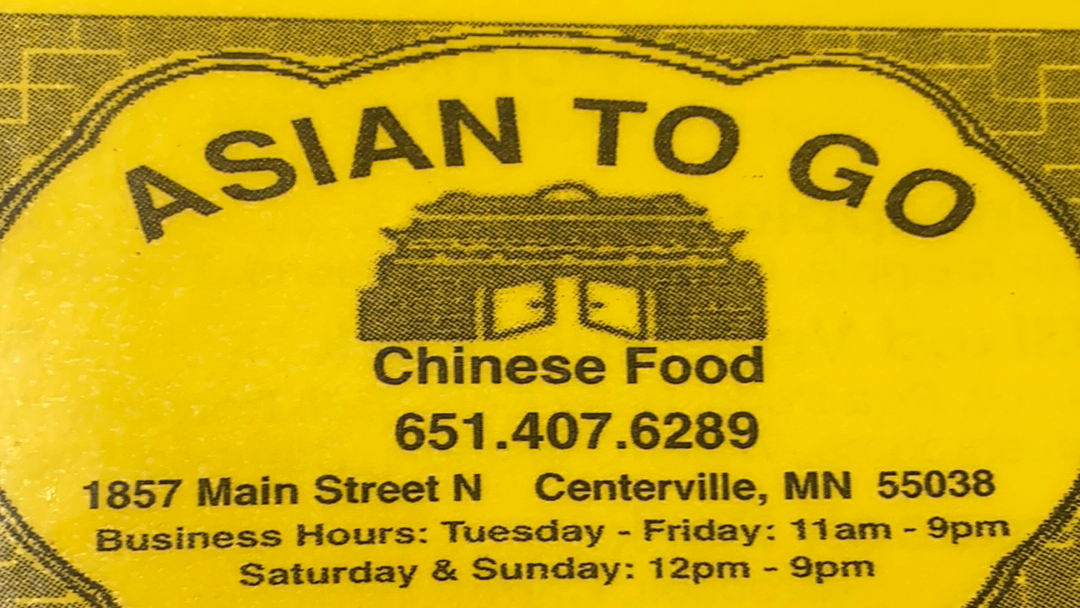 ASIAN TO GO
Chinese Food
651.407.6289
1857 Main Street N Centerville, MN 55038
Business Hours: Tuesday - Friday: 11am - 9pm
Saturday & Sunday: 12pm - 9pm